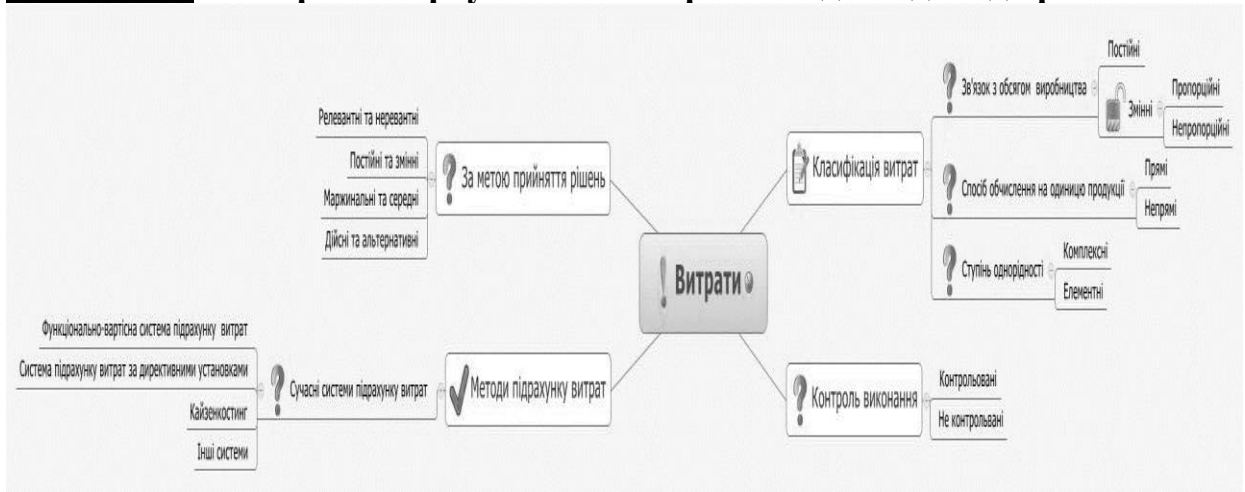 Витрати
Класифікація витрат
Зв'язок з обсягом виробництва
Постійні
Змінні
Пропорційні
Непропорційні
Спосіб обчислення на одиницю продукції
Прямі
Непрямі
Ступінь однорідності
Комплексні
Елементні
Контроль виконання
Контрольовані
Не контрольвані
За метою прийняття рішень
Релевантні та неревантні
Постійні та змінні
Маржинальні та середні
Дійсні та альтернативні
Методи підрахунку витрат
Сучасні системи підрахунку витрат
Функціонально-вартісна система підрахунку витрат
Система підрахунку витрат за директивними установками
Кайзенкостинг
Інші системи